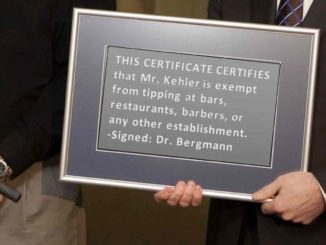 THIS CERTIFICATE CERTIFIES
that Mr. Kehler is exempt
from tipping at bars,
restaurants, barbers, or
any other establishment.
-Signed: Dr. Bergmann